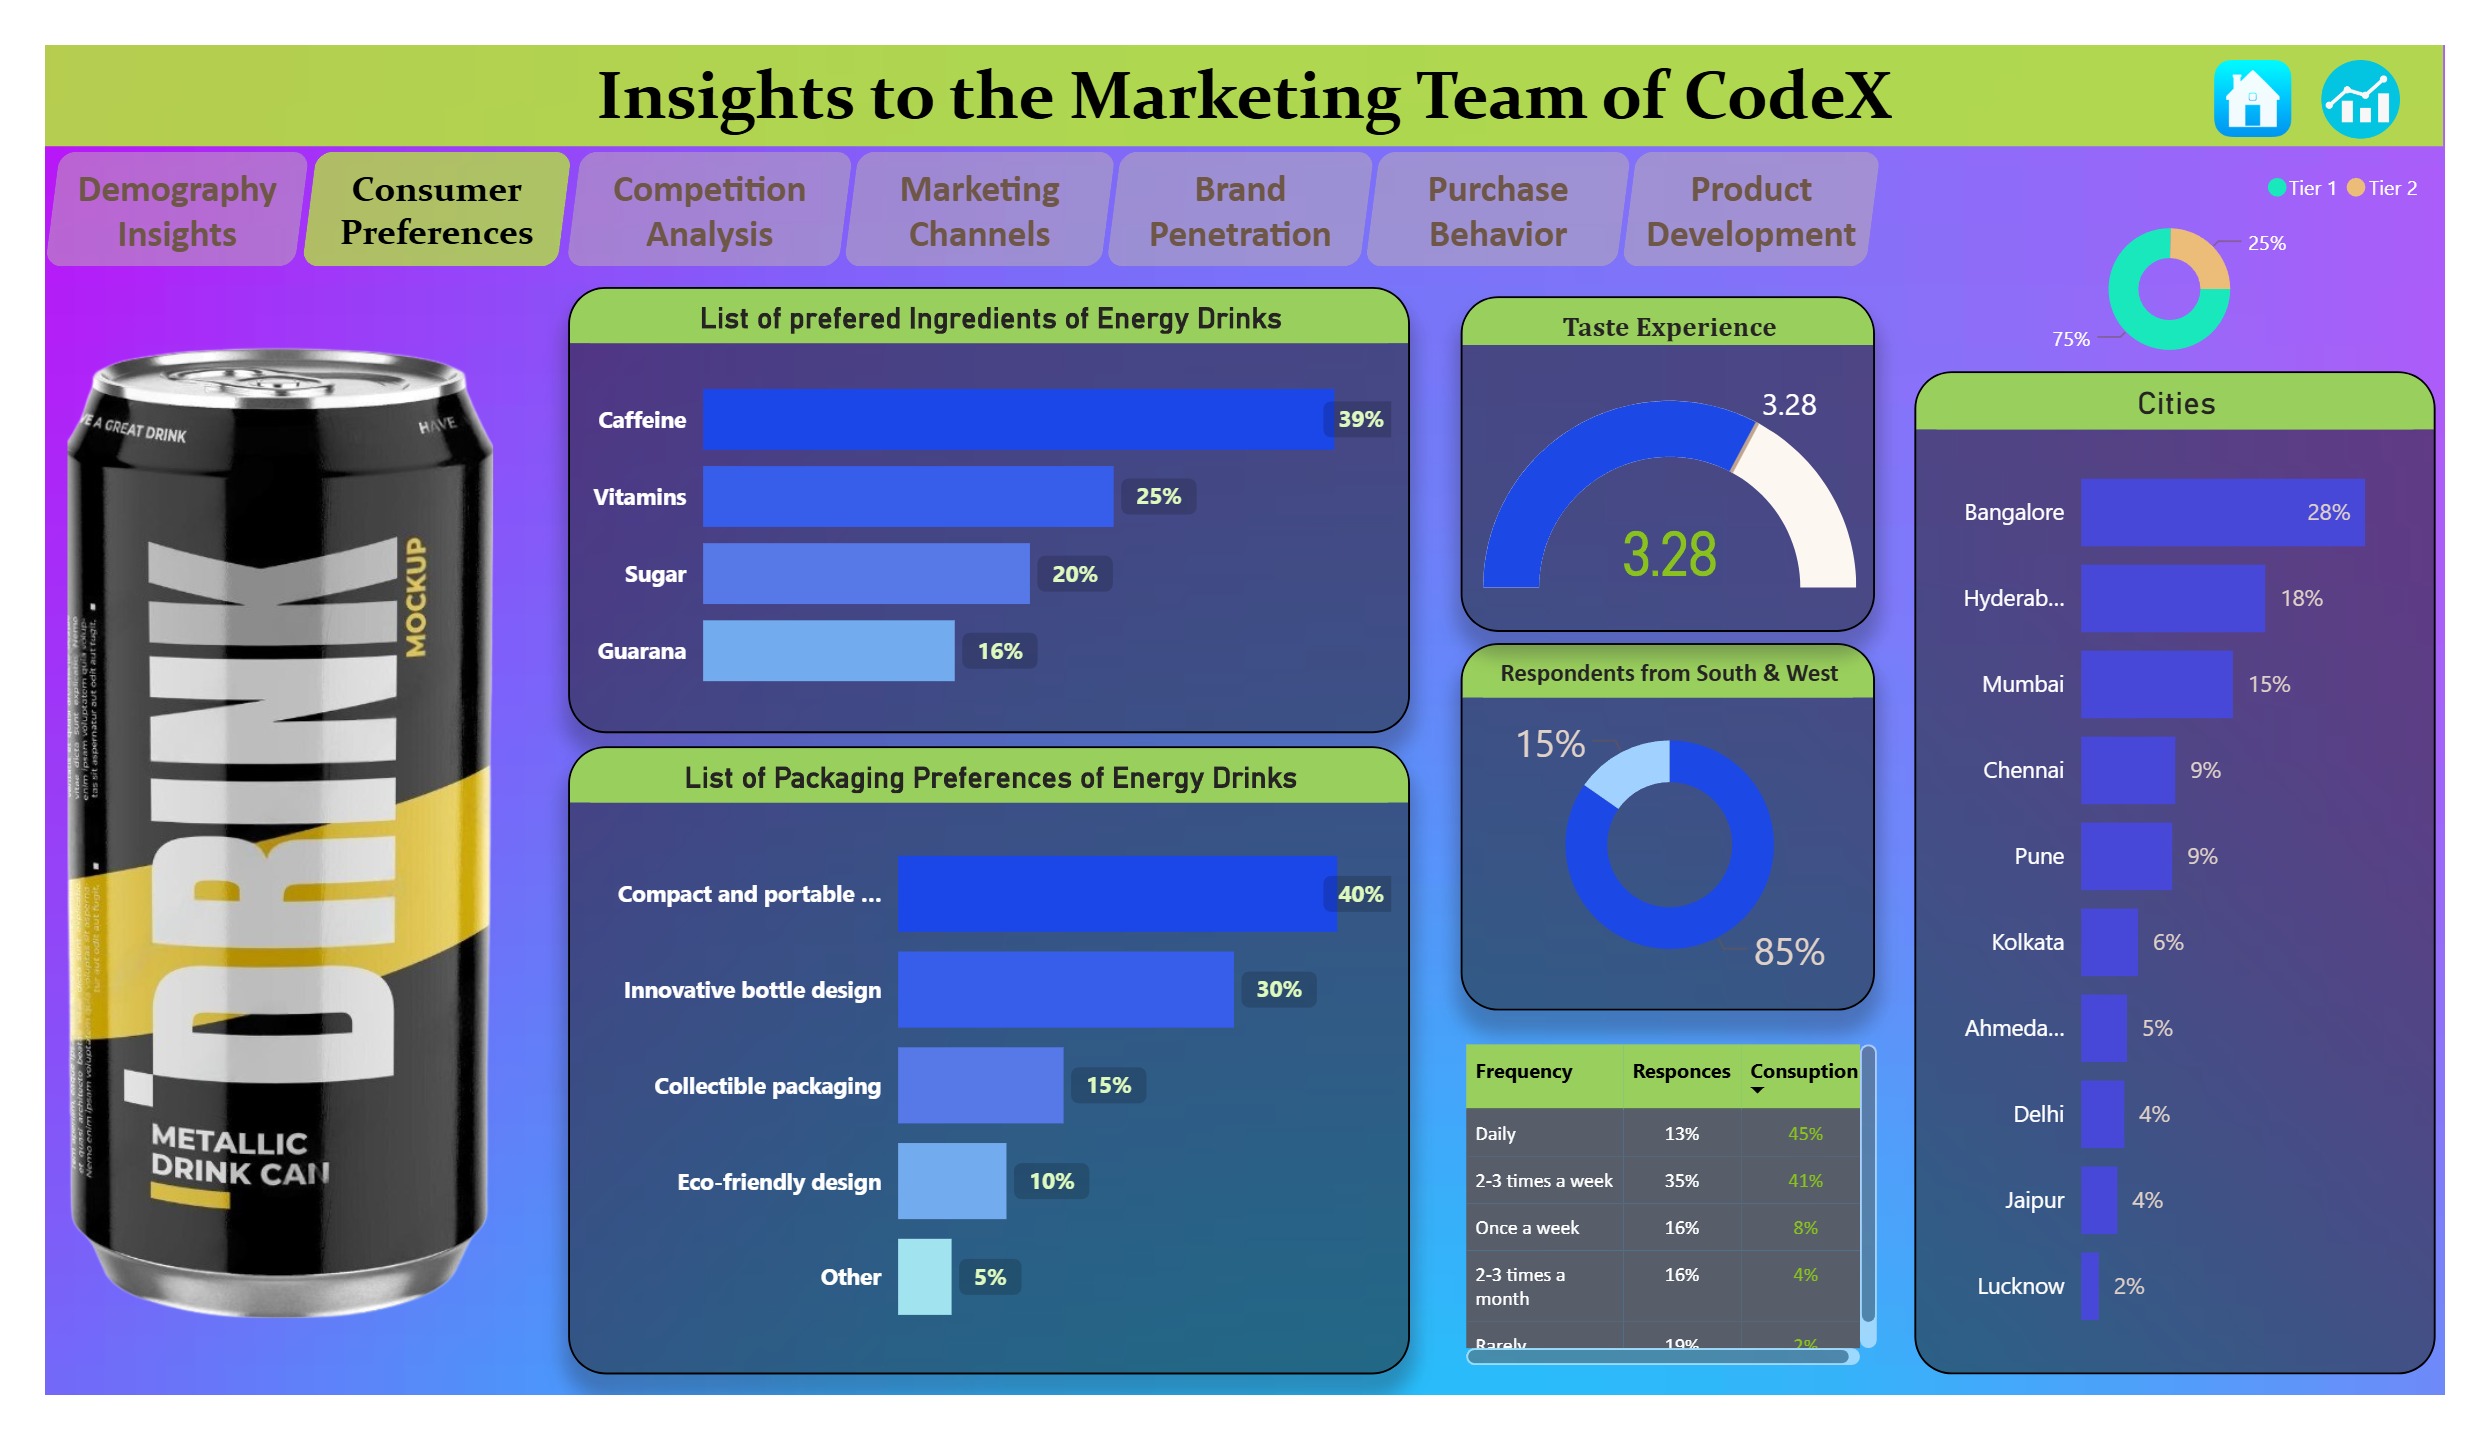 Insights to the Marketing Team of CodeX
Demography
Insights
Consumer
Preferences
Competition
Analysis
Marketing
Channels
Brand
Penetration
Purchase
Behavior
Product
Development
Tier 1
Tier 2
25%
75%
VE A GREAT DRINK
HAVE
DRINK
MOCKUP
METALLIC
DRINK CAN
List of prefered Ingredients of Energy Drinks
Caffeine
39%
Vitamins
25%
Sugar
20%
Guarana
16%
List of Packaging Preferences of Energy Drinks
Compact and portable ...
40%
Innovative bottle design
30%
Collectible packaging
15%
Eco-friendly design
10%
Other
5%
Taste Experience
3.28
3.28
Respondents from South & West
15%
85%
Frequency Responces Consuption
Daily 13% 45%
2-3 times a week 35% 41%
Once a week 16% 8%
2-3 times a 16% 4%
month
Rarely 19% 2%
Cities
Bangalore
28%
Hyderab...
18%
Mumbai
15%
Chennai
9%
Pune
9%
Kolkata
6%
Ahmeda...
5%
Delhi
4%
Jaipur
4%
Lucknow
2%